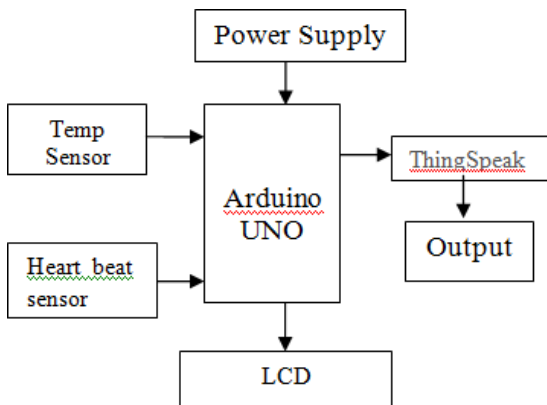 Power Supply
Temp
Sensor
ThingSpeak
Arduino
UNO
Output
Heart beat
sensor
LCD